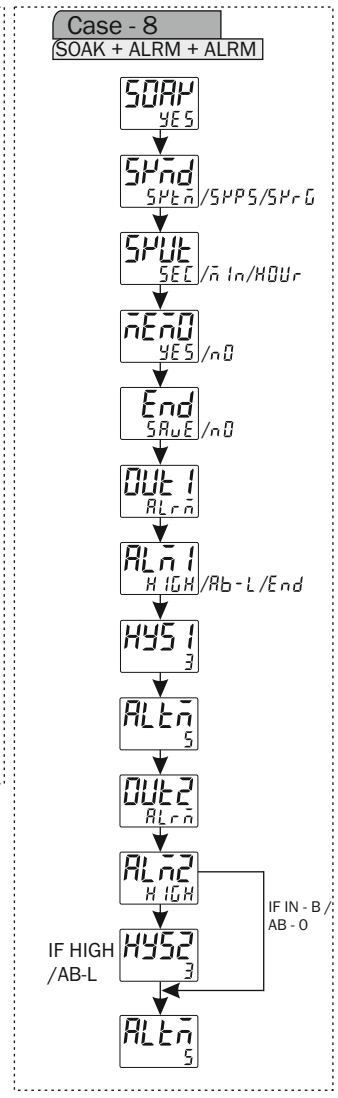 Case - 8
SOAK + ALRM + ALRM
SOAK
YES
SKMd
SKtM/SKPS/SKrG
SKUt
SEC/MIn/HOUr
MEMO
YES/nO
End
SAvE/nO
OUt1
ALrM
ALM1
HIGH/Ab-L/End
HYS1
3
ALtM
5
OUt2
ALrM
ALM2
HIGH
IF IN - B /
AB - O
IF HIGH
/AB-L
HYS2
3
ALtM
5